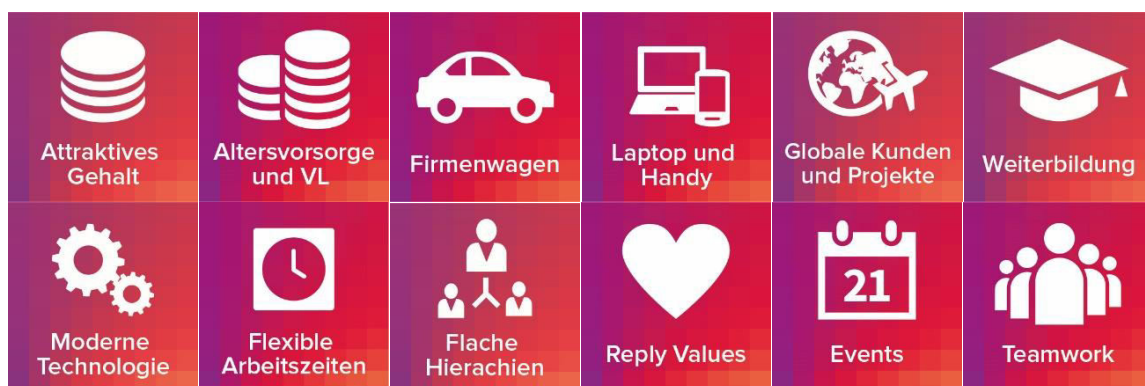 Attraktives
Gehalt
Altersvorsorge
und VL
Firmenwagen
Laptop und
Handy
Globale Kunden
und Projekte
Weiterbildung
Moderne
Technologie
Flexible
Arbeitszeiten
Flache
Hierachien
Reply Values
21
Events
Teamwork